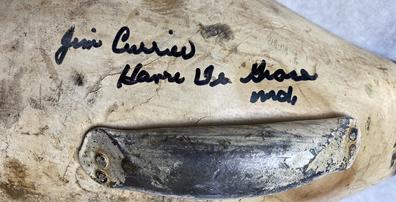 Jim Currier
Havre De Grace
md.